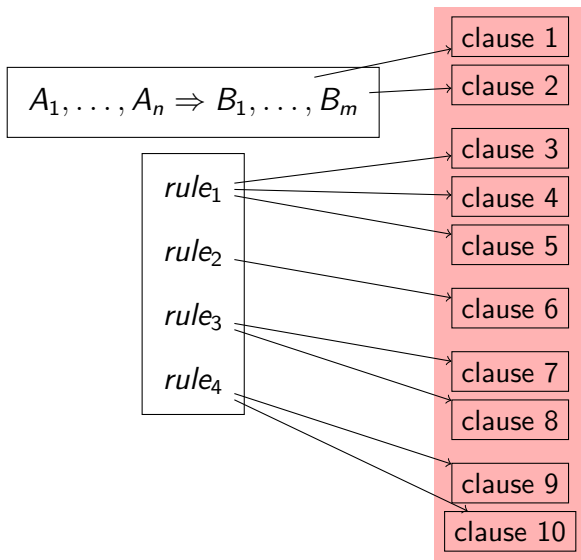 A₁, . . . , Aₙ ⇒ B₁, . . . , Bₘ
rule₁
rule₂
rule₃
rule₄
clause 1
clause 2
clause 3
clause 4
clause 5
clause 6
clause 7
clause 8
clause 9
clause 10